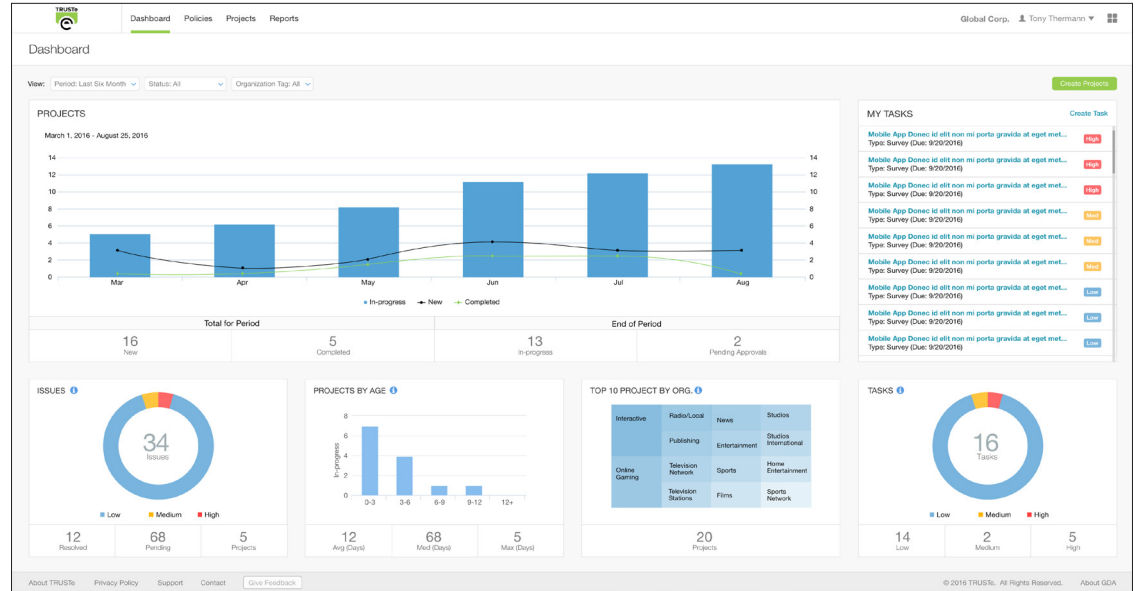 TRUSTe
e
Dashboard Policies Projects Reports
Global Corp. Tony Thermann
Dashboard
View: Period: Last Six Month Status: All Organization Tag: All
Create Projects
PROJECTS
March 1, 2016 - August 25, 2016
14 14
12 12
10 10
8 8
6 6
4 4
2 2
0 0
Mar Apr May Jun Jul Aug
In-progress New Completed
Total for Period End of Period
16 5 13 2
New Completed In-progress Pending Approvals
MY TASKS Create Task
Mobile App Donec id elit non mi porta gravida at eget met...
Type: Survey (Due: 9/20/2016) High
Mobile App Donec id elit non mi porta gravida at eget met...
Type: Survey (Due: 9/20/2016) High
Mobile App Donec id elit non mi porta gravida at eget met...
Type: Survey (Due: 9/20/2016) High
Mobile App Donec id elit non mi porta gravida at eget met...
Type: Survey (Due: 9/20/2016) Med
Mobile App Donec id elit non mi porta gravida at eget met...
Type: Survey (Due: 9/20/2016) Med
Mobile App Donec id elit non mi porta gravida at eget met...
Type: Survey (Due: 9/20/2016) Med
Mobile App Donec id elit non mi porta gravida at eget met...
Type: Survey (Due: 9/20/2016) Low
Mobile App Donec id elit non mi porta gravida at eget met...
Type: Survey (Due: 9/20/2016) Low
Mobile App Donec id elit non mi porta gravida at eget met...
Type: Survey (Due: 9/20/2016) Low
ISSUES
34
Issues
Low Medium High
12 68 5
Resolved Pending Projects
PROJECTS BY AGE
In-progress
8
6
4
2
0
0-3 3-6 6-9 9-12 12+
12 68 5
Avg (Days) Med (Days) Max (Days)
TOP 10 PROJECT BY ORG.
Interactive Radio/Local News Studios
Publishing Entertainment Studios International
Online Gaming Television Network Sports Home Entertainment
Television Stations Films Sports Network
20
Projects
TASKS
16
Tasks
Low Medium High
14 2 5
Low Medium High
About TRUSTe Privacy Policy Support Contact Give Feedback
© 2016 TRUSTe. All Rights Reserved. About GDA